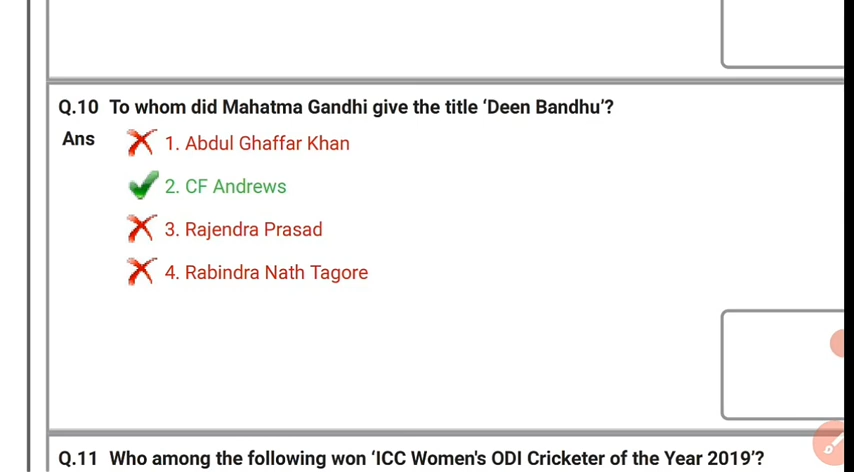 Q.10 To whom did Mahatma Gandhi give the title ‘Deen Bandhu’?
Ans 1. Abdul Ghaffar Khan
2. CF Andrews
3. Rajendra Prasad
4. Rabindra Nath Tagore
Q.11 Who among the following won ‘ICC Women's ODI Cricketer of the Year 2019’?